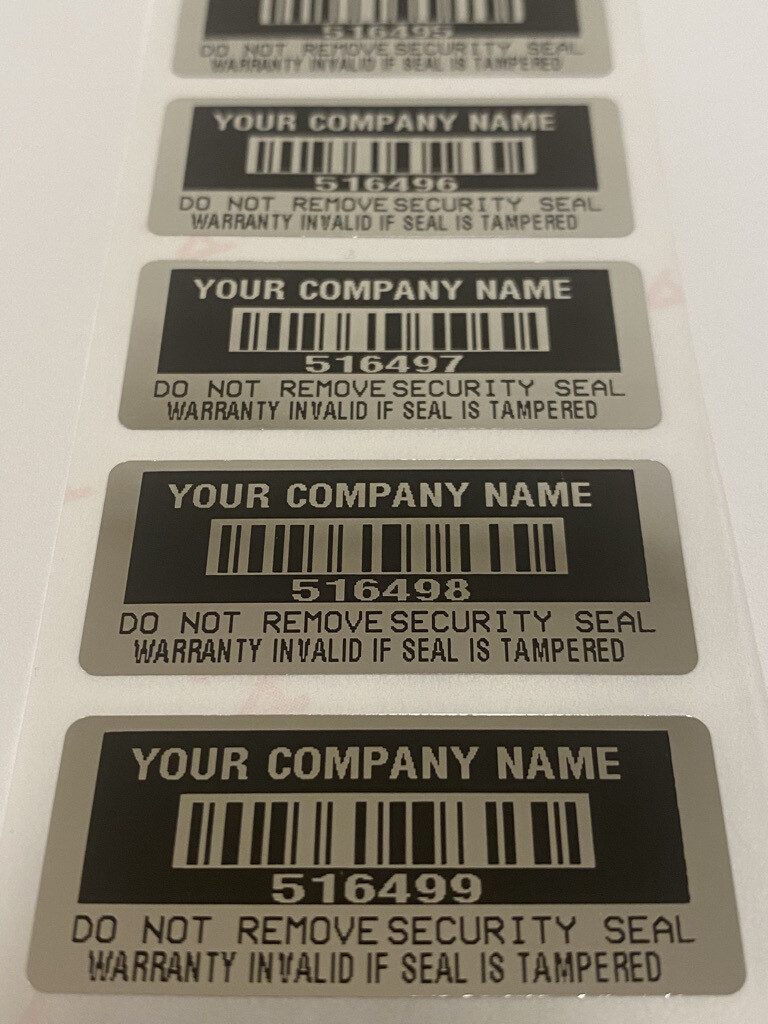 516495
DO NOT REMOVE SECURITY SEAL
WARRANTY INVALID IF SEAL IS TAMPERED
YOUR COMPANY NAME
516496
DO NOT REMOVE SECURITY SEAL
WARRANTY INVALID IF SEAL IS TAMPERED
YOUR COMPANY NAME
516497
DO NOT REMOVE SECURITY SEAL
WARRANTY INVALID IF SEAL IS TAMPERED
YOUR COMPANY NAME
516498
DO NOT REMOVE SECURITY SEAL
WARRANTY INVALID IF SEAL IS TAMPERED
YOUR COMPANY NAME
516499
DO NOT REMOVE SECURITY SEAL
WARRANTY INVALID IF SEAL IS TAMPERED